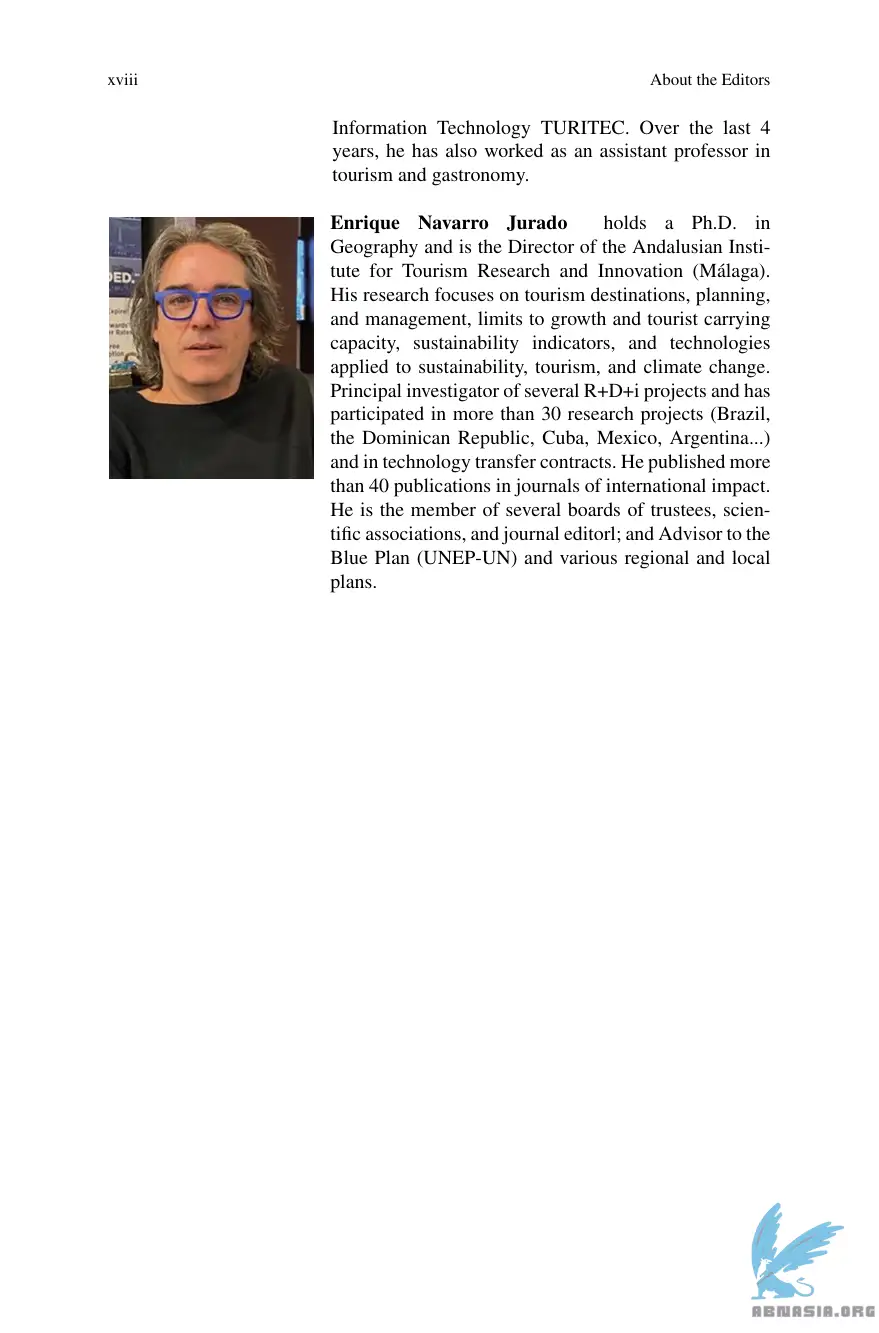 xviii
About the Editors
Information Technology TURITEC. Over the last 4
years, he has also worked as an assistant professor in
tourism and gastronomy.
Enrique Navarro Jurado holds a Ph.D. in
Geography and is the Director of the Andalusian Insti-
tute for Tourism Research and Innovation (Málaga).
His research focuses on tourism destinations, planning,
and management, limits to growth and tourist carrying
capacity, sustainability indicators, and technologies
applied to sustainability, tourism, and climate change.
Principal investigator of several R+D+i projects and has
participated in more than 30 research projects (Brazil,
the Dominican Republic, Cuba, Mexico, Argentina...)
and in technology transfer contracts. He published more
than 40 publications in journals of international impact.
He is the member of several boards of trustees, scien-
tific associations, and journal editorl; and Advisor to the
Blue Plan (UNEP-UN) and various regional and local
plans.
ABNASIA.ORG